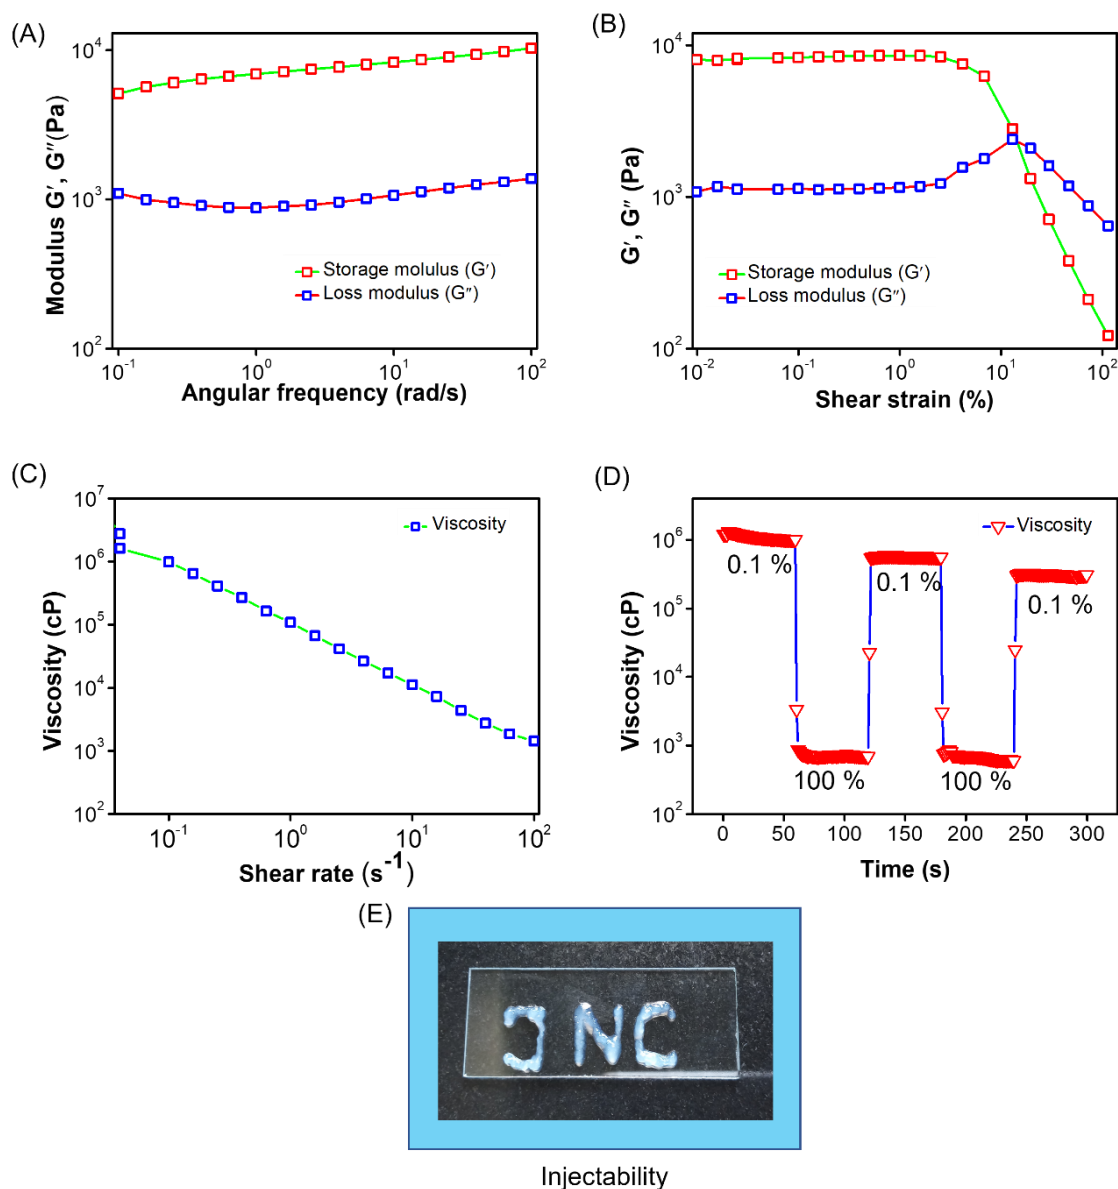 (A)
10⁴
10³
10²
Modulus G′, G″(Pa)
Storage molulus (G′)
Loss modulus (G″)
10⁻¹ 10⁰ 10¹ 10²
Angular frequency (rad/s)
(B)
10⁴
10³
10²
G′, G″ (Pa)
Storage modulus (G′)
Loss modulus (G″)
10⁻² 10⁻¹ 10⁰ 10¹ 10²
Shear strain (%)
(C)
10⁷
10⁶
10⁵
10⁴
10³
10²
Viscosity (cP)
Viscosity
10⁻¹ 10⁰ 10¹ 10²
Shear rate (s⁻¹)
(D)
10⁶
10⁵
10⁴
10³
10²
Viscosity (cP)
Viscosity
0.1 % 0.1 % 0.1 %
100 % 100 %
0 50 100 150 200 250 300
Time (s)
(E)
JNC
Injectability